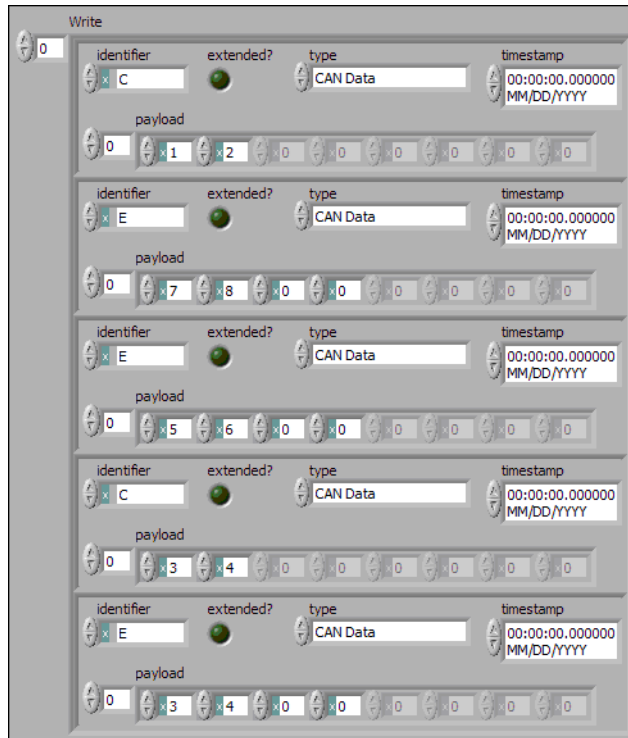 Write
0
identifier extended? type timestamp
x C CAN Data 00:00:00.000000
MM/DD/YYYY
payload
0 x 1 x 2 x 0 x 0 x 0 x 0 x 0 x 0
identifier extended? type timestamp
x E CAN Data 00:00:00.000000
MM/DD/YYYY
payload
0 x 7 x 8 x 0 x 0 x 0 x 0 x 0 x 0
identifier extended? type timestamp
x E CAN Data 00:00:00.000000
MM/DD/YYYY
payload
0 x 5 x 6 x 0 x 0 x 0 x 0 x 0 x 0
identifier extended? type timestamp
x C CAN Data 00:00:00.000000
MM/DD/YYYY
payload
0 x 3 x 4 x 0 x 0 x 0 x 0 x 0 x 0
identifier extended? type timestamp
x E CAN Data 00:00:00.000000
MM/DD/YYYY
payload
0 x 3 x 4 x 0 x 0 x 0 x 0 x 0 x 0